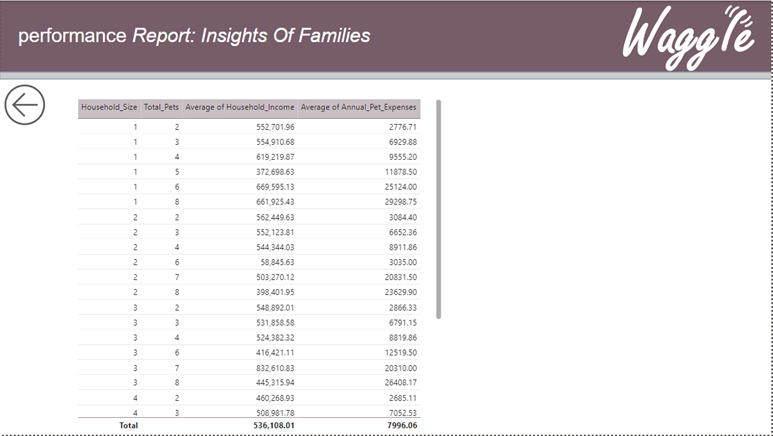 performance Report: Insights Of Families
Waggle
Household_Size Total_Pets Average of Household_Income Average of Annual_Pet_Expenses
1 2 552,701.96 2776.71
1 3 554,910.68 6929.88
1 4 619,219.87 9555.20
1 5 372,698.63 11878.50
1 6 669,595.13 25124.00
1 8 661,925.43 29298.75
2 2 562,449.63 3084.40
2 3 552,123.81 6652.36
2 4 544,344.03 8911.86
2 6 58,845.63 3035.00
2 7 503,270.12 20831.50
2 8 398,401.95 23629.90
3 2 548,892.01 2866.33
3 3 531,858.58 6791.15
3 4 524,382.32 8819.86
3 6 416,421.11 12519.50
3 7 832,610.83 20310.00
3 8 445,315.94 26408.17
4 2 460,268.93 2685.11
4 3 508,981.78 7052.53
Total 536,108.01 7996.06